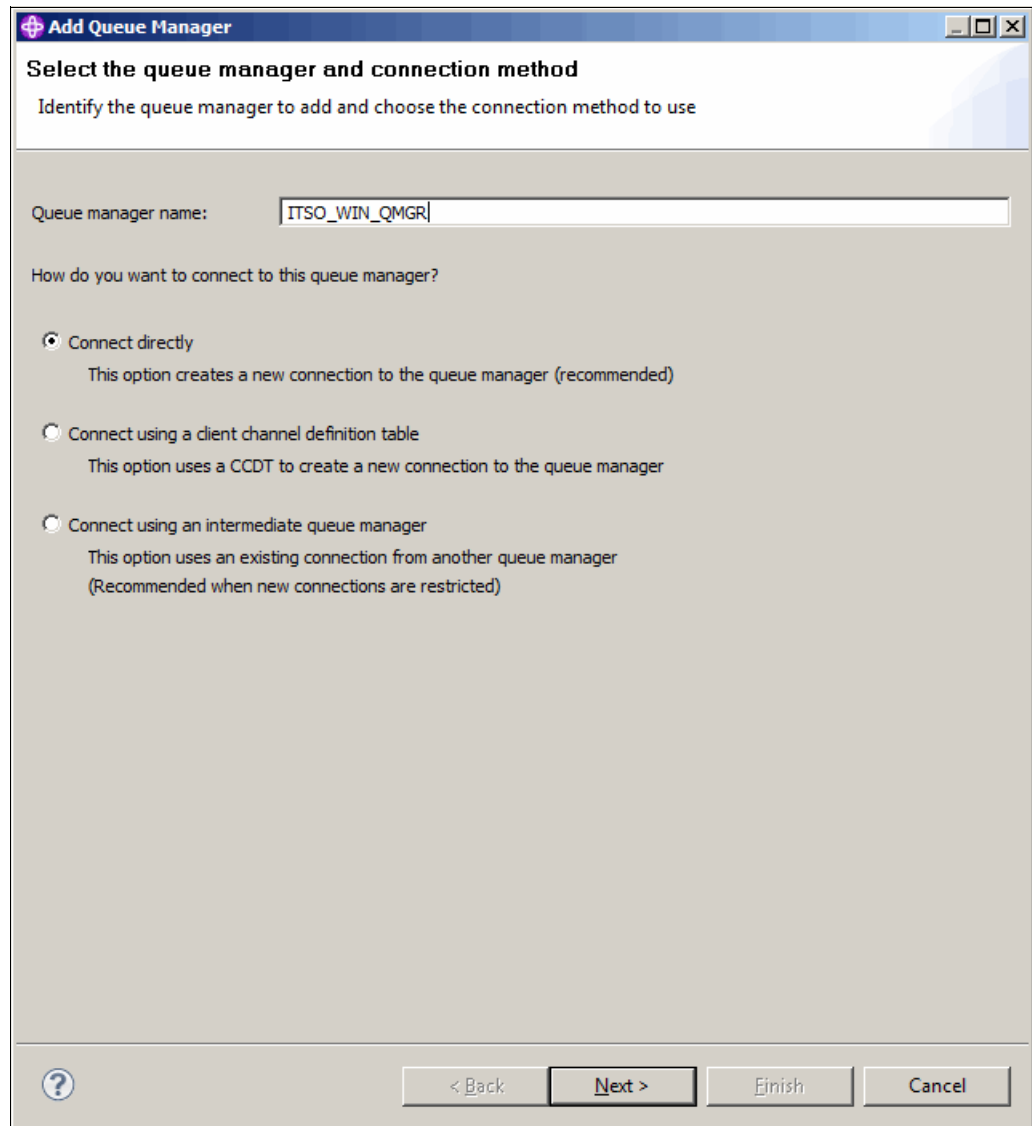 Add Queue Manager
Select the queue manager and connection method
Identify the queue manager to add and choose the connection method to use
Queue manager name: ITSO_WIN_QMGR
How do you want to connect to this queue manager?
Connect directly
This option creates a new connection to the queue manager (recommended)
Connect using a client channel definition table
This option uses a CCDT to create a new connection to the queue manager
Connect using an intermediate queue manager
This option uses an existing connection from another queue manager
(Recommended when new connections are restricted)
? < Back Next > Finish Cancel